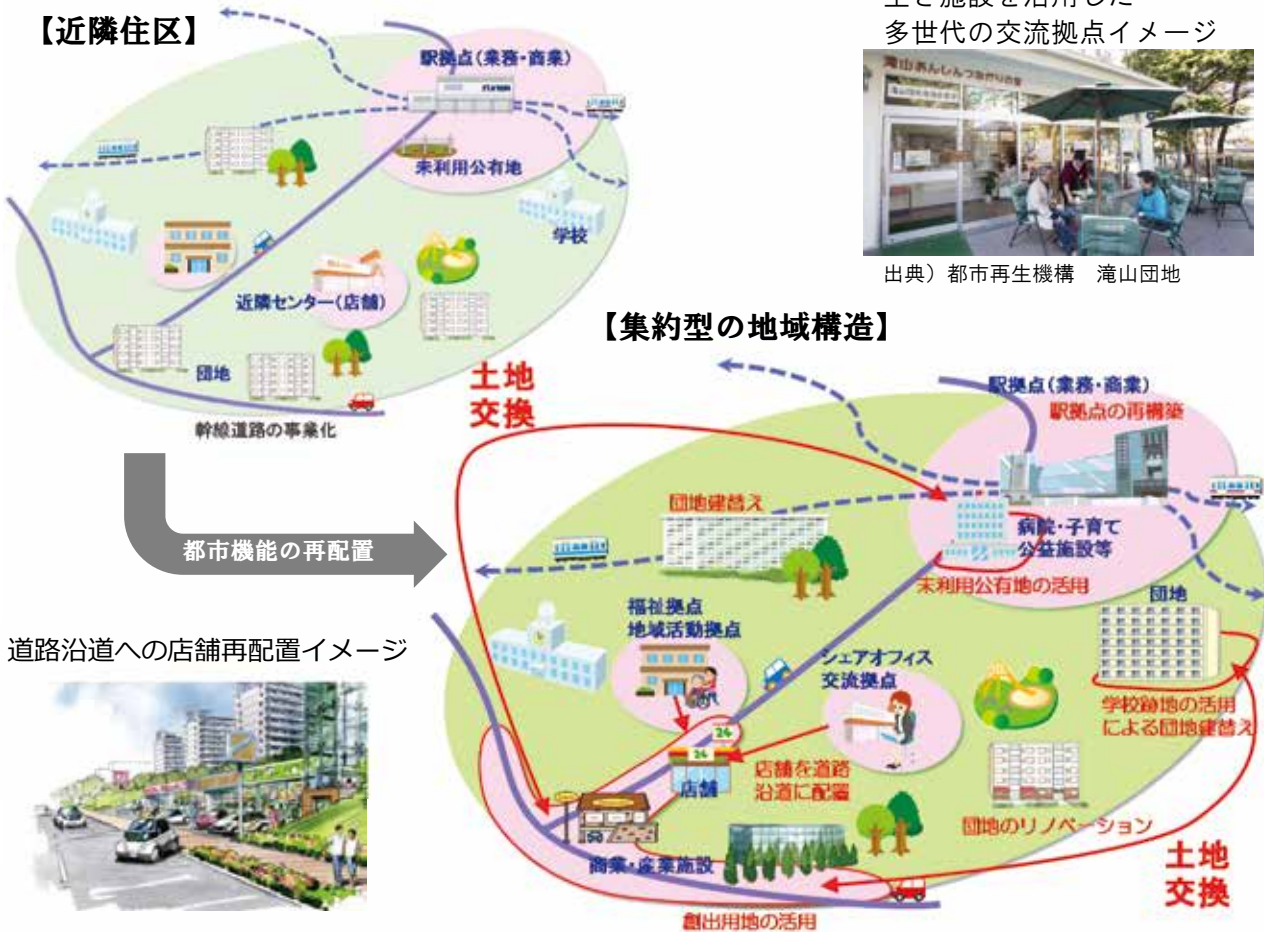 【近隣住区】
駅拠点(業務・商業)
未利用公有地
学校
近隣センター(店舗)
団地
幹線道路の事業化
多世代の交流拠点イメージ
出典）都市再生機構　滝山団地
都市機能の再配置
道路沿道への店舗再配置イメージ
【集約型の地域構造】
土地
交換
駅拠点(業務・商業)
駅拠点の再構築
団地建替え
病院・子育て
公益施設等
未利用公有地の活用
福祉拠点
地域活動拠点
シェアオフィス
交流拠点
団地
学校跡地の活用
による団地建替え
24
24
店舗
店舗を道路
沿道に配置
団地のリノベーション
商業・産業施設
創出用地の活用
土地
交換